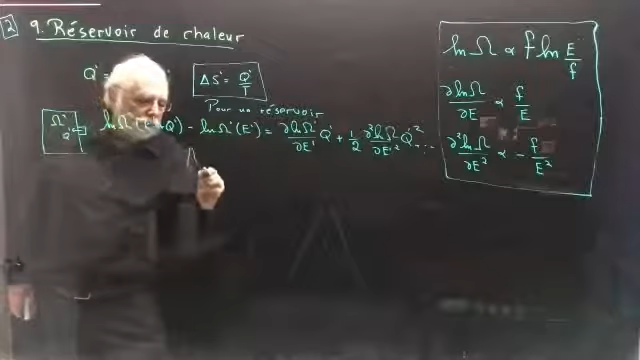 2 9. Réservoir de chaleur
Q' =
ΔS' = Q'/T
Pour un réservoir
Ω' Q' ln Ω'( + Q') - ln Ω'(E') = ∂ln Ω'/∂E' Q' + 1/2 ∂²ln Ω'/∂E'² Q'² ...
ln Ω ∝ f ln E/f
∂ln Ω/∂E ∝ f/E
∂²ln Ω/∂E² ∝ - f/E²